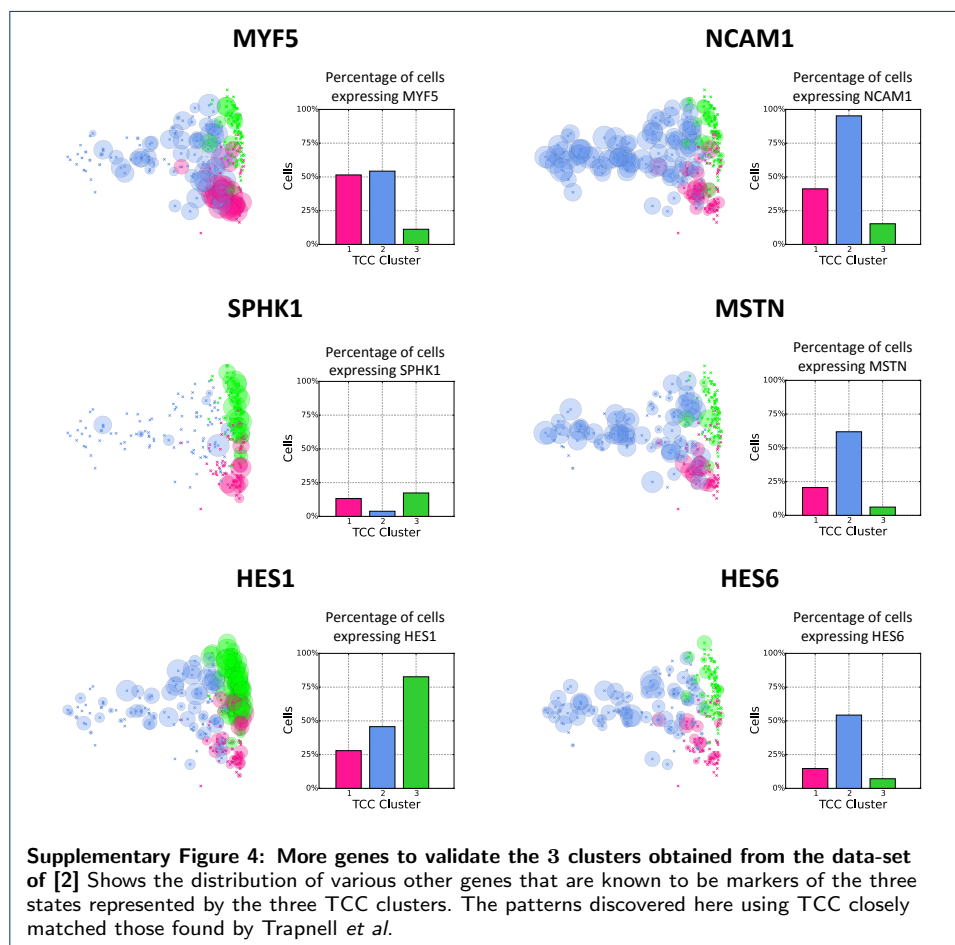 MYF5
Percentage of cells
expressing MYF5
Cells
100%
75%
50%
25%
0%
1 2 3
TCC Cluster
NCAM1
Percentage of cells
expressing NCAM1
Cells
100%
75%
50%
25%
0%
1 2 3
TCC Cluster
SPHK1
Percentage of cells
expressing SPHK1
Cells
100%
75%
50%
25%
0%
1 2 3
TCC Cluster
MSTN
Percentage of cells
expressing MSTN
Cells
100%
75%
50%
25%
0%
1 2 3
TCC Cluster
HES1
Percentage of cells
expressing HES1
Cells
100%
75%
50%
25%
0%
1 2 3
TCC Cluster
HES6
Percentage of cells
expressing HES6
Cells
100%
75%
50%
25%
0%
1 2 3
TCC Cluster
Supplementary Figure 4: More genes to validate the 3 clusters obtained from the data-set
of [2] Shows the distribution of various other genes that are known to be markers of the three
states represented by the three TCC clusters. The patterns discovered here using TCC closely
matched those found by Trapnell et al.